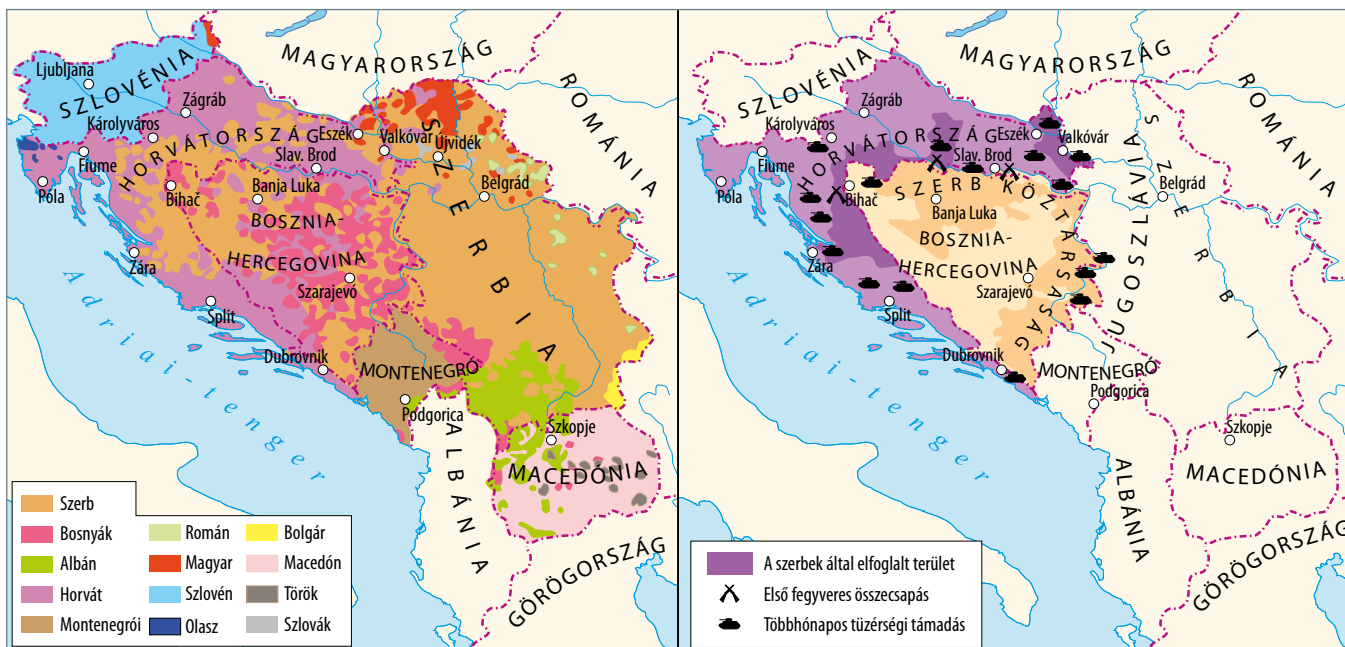 MAGYARORSZÁG
ROMÁNIA
SZLOVÉNIA
Ljubljana
Zágráb
Károlyváros
HORVÁTORSZÁG
Eszék
Valkóvár
Újvidék
Fiume
Slav. Brod
Póla
Bihač
Banja Luka
Belgrád
SZERBIA
BOSZNIA-
HERCEGOVINA
Zára
Szarajevó
Split
Dubrovnik
MONTENEGRÓ
Podgorica
Szkopje
ALBÁNIA
MACEDÓNIA
GÖRÖGORSZÁG
Adriai-tenger
Szerb
Bosnyák
Albán
Horvát
Montenegrói
Román
Magyar
Szlovén
Olasz
Bolgár
Macedón
Török
Szlovák
MAGYARORSZÁG
ROMÁNIA
SZLOVÉNIA
Zágráb
Károlyváros
HORVÁTORSZÁG
Eszék
Valkóvár
Fiume
Slav. Brod
Póla
Bihač
SZERB KÖZTÁRSASÁG
Banja Luka
Belgrád
JUGOSZLÁVIA
SZERBIA
BOSZNIA-
HERCEGOVINA
Zára
Szarajevó
Split
Dubrovnik
MONTENEGRÓ
Podgorica
Szkopje
MACEDÓNIA
ALBÁNIA
GÖRÖGORSZÁG
Adriai-tenger
A szerbek által elfoglalt terület
Első fegyveres összecsapás
Többhónapos tüzérségi támadás